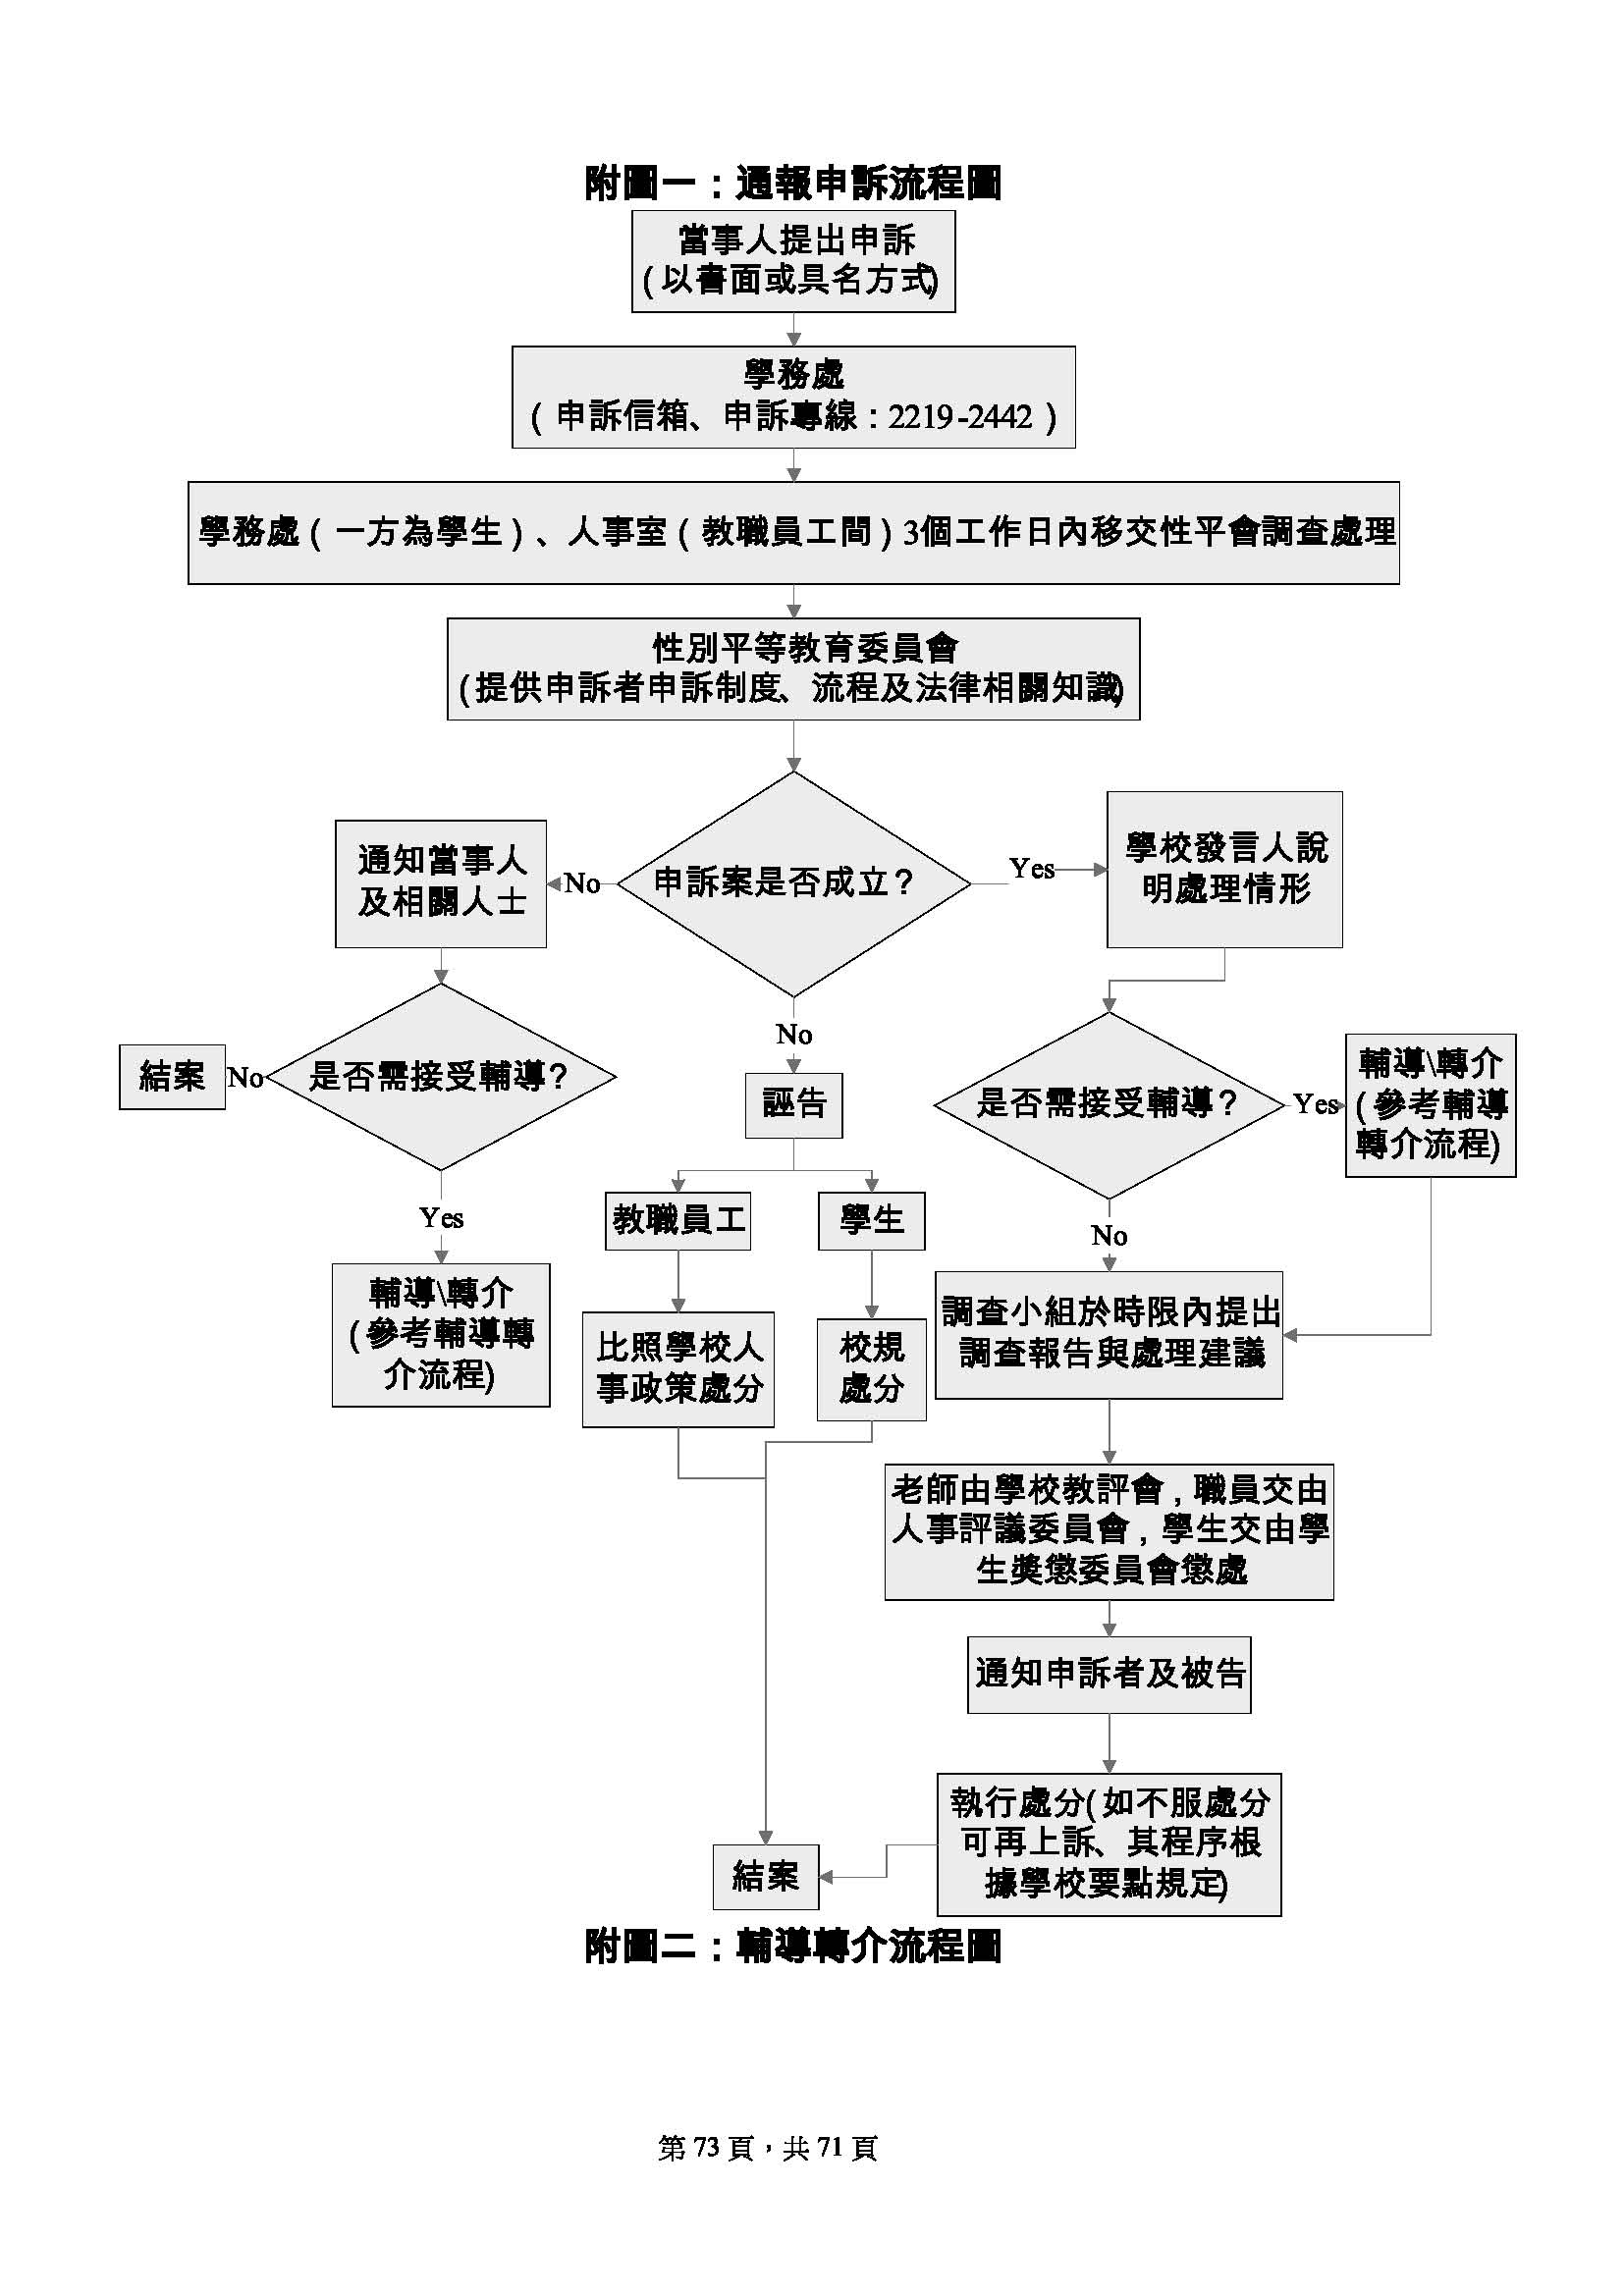 附圖一：通報申訴流程圖
當事人提出申訴
(以書面或具名方式)
學務處
（申訴信箱、申訴專線：2219-2442）
學務處（一方為學生）、人事室（教職員工間）3個工作日內移交性平會調查處理
性別平等教育委員會
(提供申訴者申訴制度、流程及法律相關知識)
申訴案是否成立？
No
Yes
通知當事人
及相關人士
學校發言人說
明處理情形
No
結案
No
是否需接受輔導?
誣告
是否需接受輔導？
Yes
輔導\轉介
(參考輔導
轉介流程)
Yes
教職員工
學生
No
輔導\轉介
(參考輔導轉
介流程)
比照學校人
事政策處分
校規
處分
調查小組於時限內提出
調查報告與處理建議
老師由學校教評會，職員交由
人事評議委員會，學生交由學
生獎懲委員會懲處
通知申訴者及被告
執行處分(如不服處分
可再上訴、其程序根
據學校要點規定)
結案
附圖二：輔導轉介流程圖
第 73 頁，共 71 頁